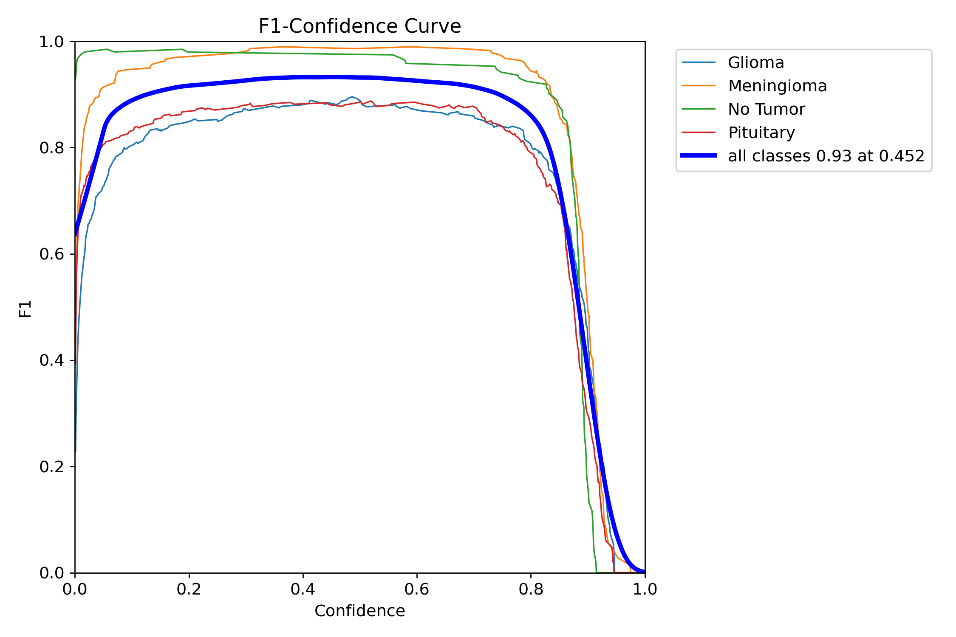 F1-Confidence Curve
1.0
0.8
0.6
0.4
0.2
0.0
F1
0.0 0.2 0.4 0.6 0.8 1.0
Confidence
Glioma
Meningioma
No Tumor
Pituitary
all classes 0.93 at 0.452